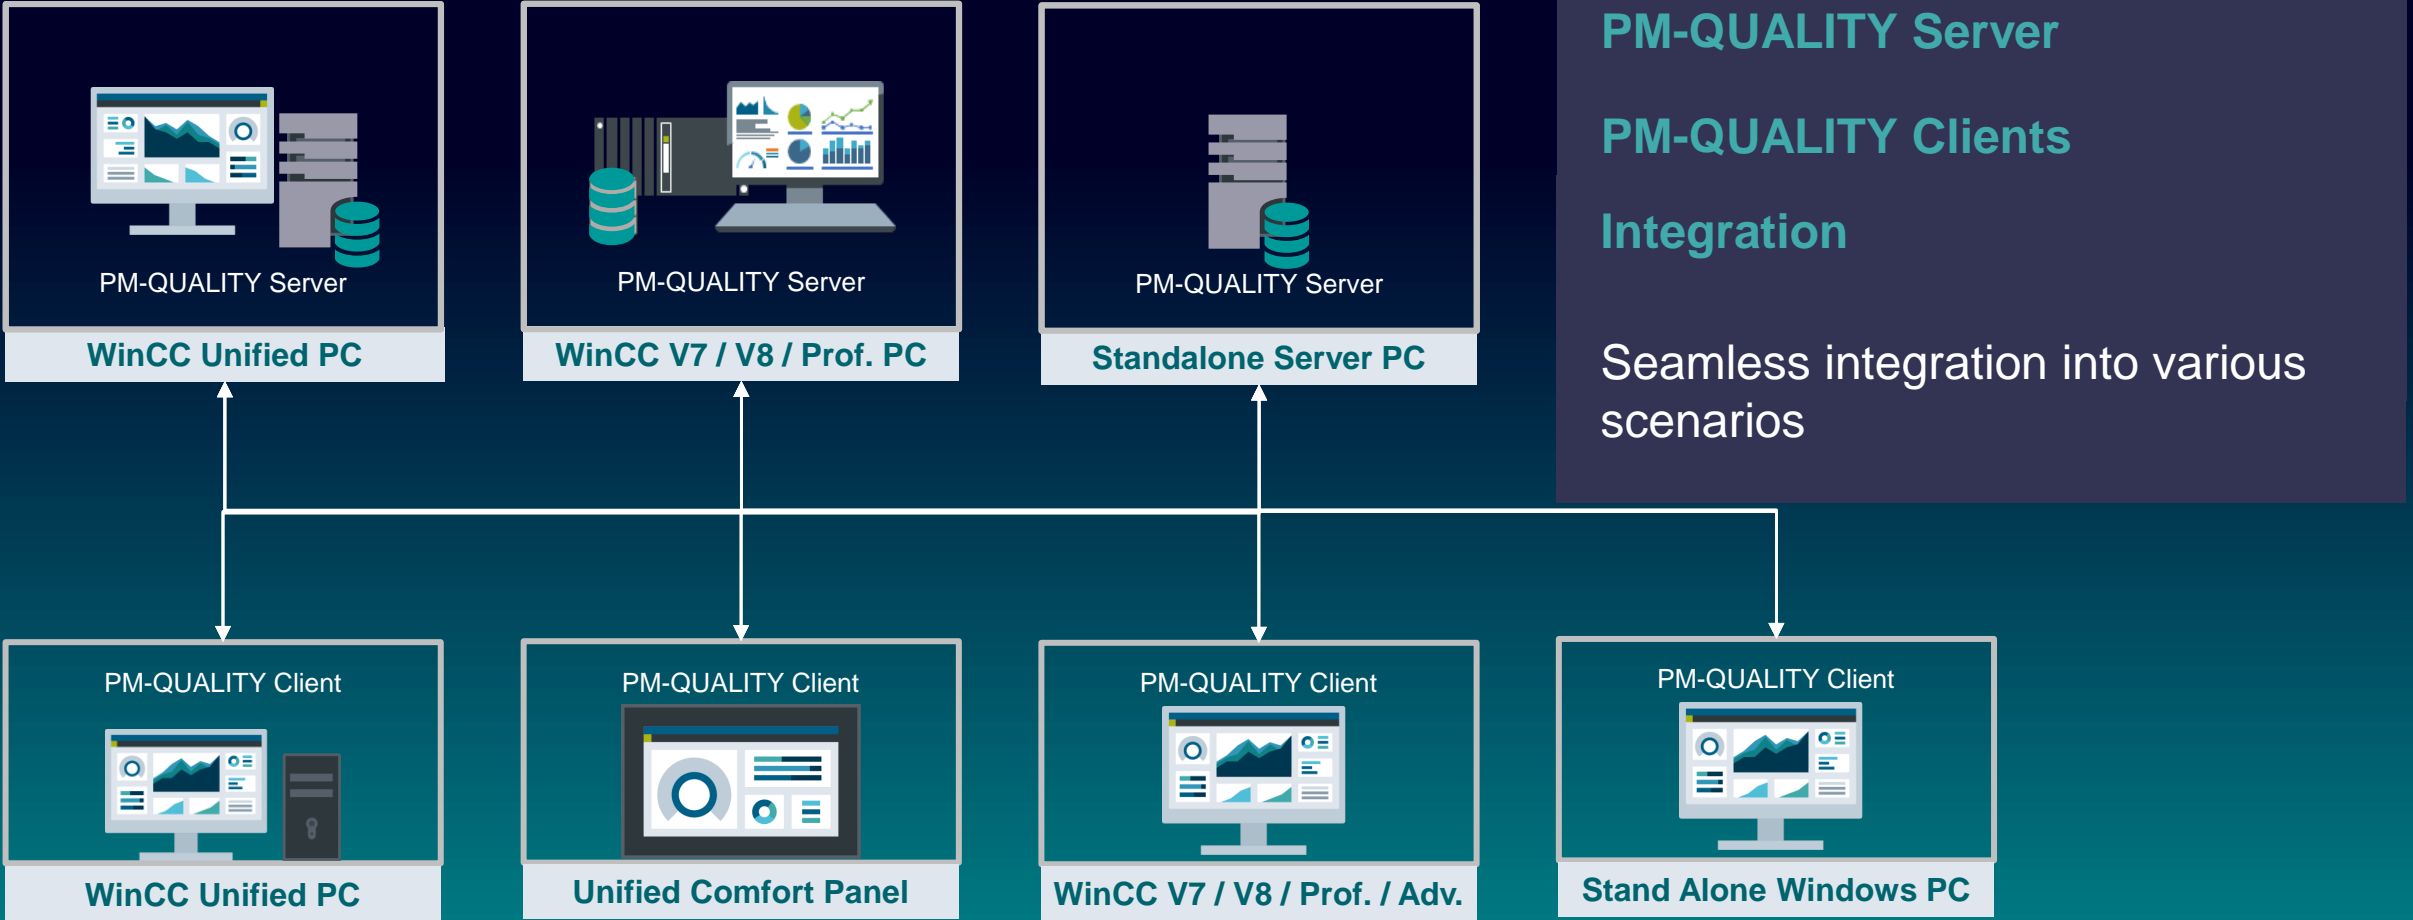 PM-QUALITY Server
PM-QUALITY Server
PM-QUALITY Server
WinCC Unified PC
WinCC V7 / V8 / Prof. PC
Standalone Server PC
PM-QUALITY Server
PM-QUALITY Clients
Integration
Seamless integration into various
scenarios
PM-QUALITY Client
PM-QUALITY Client
PM-QUALITY Client
PM-QUALITY Client
WinCC Unified PC
Unified Comfort Panel
WinCC V7 / V8 / Prof. / Adv.
Stand Alone Windows PC